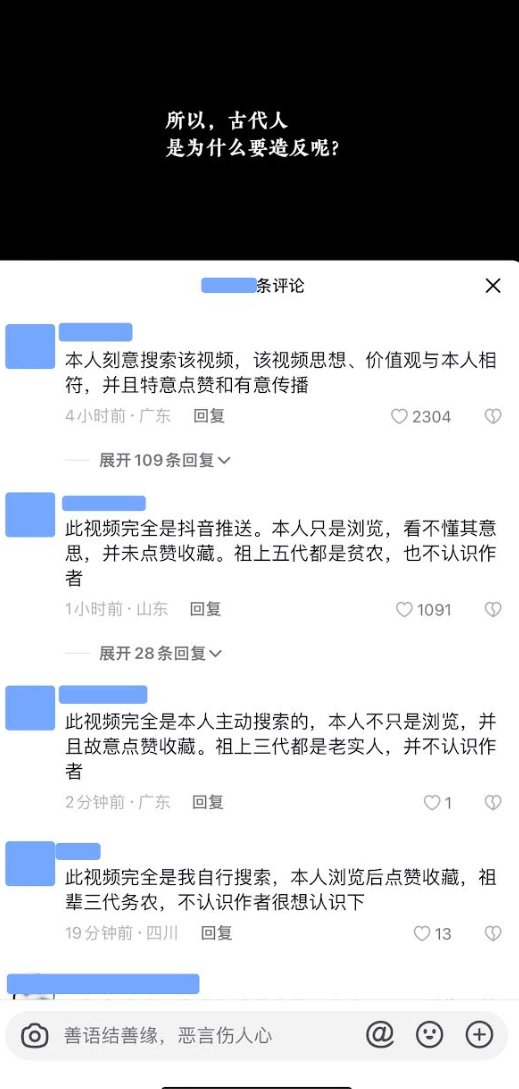 所以，古代人
是为什么要造反呢?
条评论
本人刻意搜索该视频，该视频思想、价值观与本人相
符，并且特意点赞和有意传播
4小时前·广东 回复
2304
展开109条回复
此视频完全是抖音推送。本人只是浏览，看不懂其意
思，并未点赞收藏。祖上五代都是贫农，也不认识作
者
1小时前·山东 回复
1091
展开28条回复
此视频完全是本人主动搜索的，本人不只是浏览，并
且故意点赞收藏。祖上三代都是老实人，并不认识作
者
2分钟前·广东 回复
1
此视频完全是我自行搜索，本人浏览后点赞收藏，祖
辈三代务农，不认识作者很想认识下
19分钟前·四川 回复
13
善语结善缘，恶言伤人心